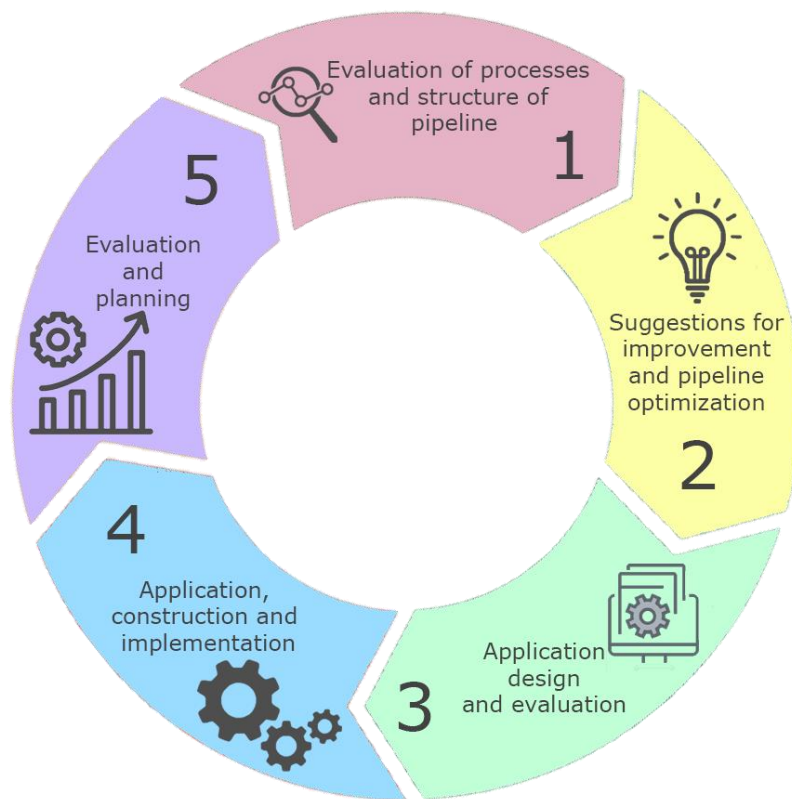 Evaluation of processes
and structure of
pipeline
1
Suggestions for
improvement
and pipeline
optimization
2
Application
design
and evaluation
3
4
Application,
construction and
implementation
5
Evaluation
and
planning